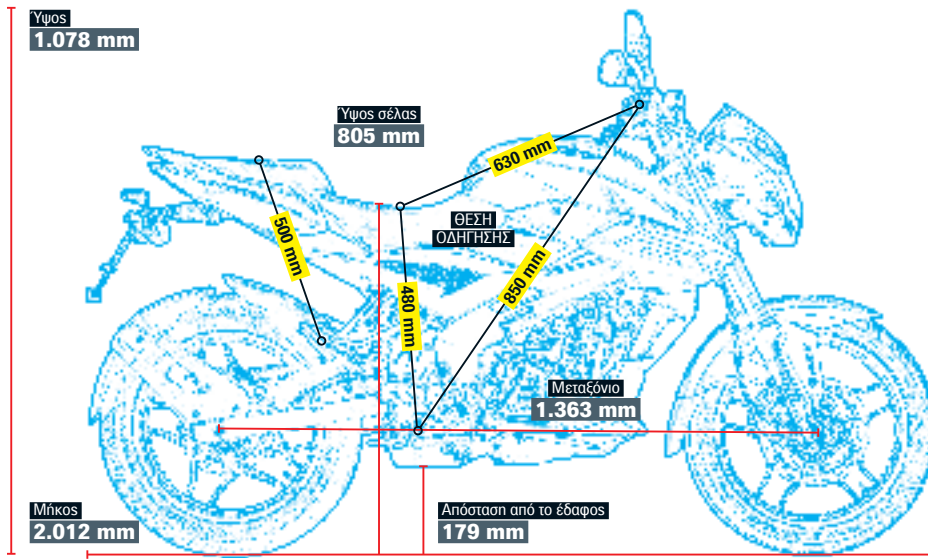 Ύψος
1.078 mm
Ύψος σέλας
805 mm
630 mm
ΘΕΣΗ
ΟΔΗΓΗΣΗΣ
500 mm
480 mm
850 mm
Μεταξόνιο
1.363 mm
Μήκος
2.012 mm
Απόσταση από το έδαφος
179 mm